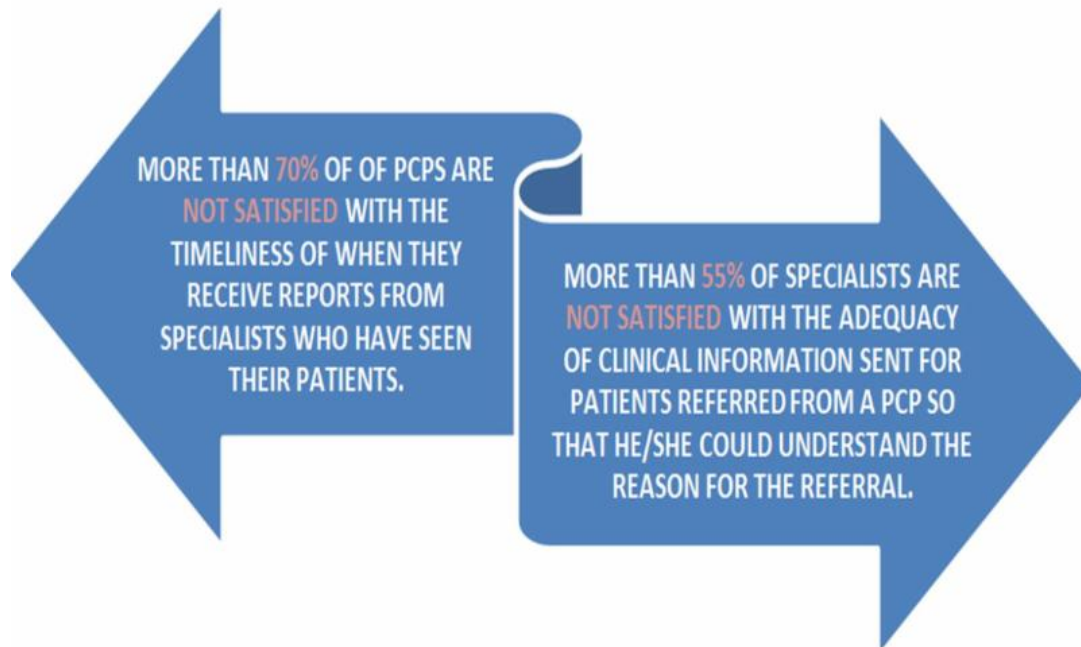 MORE THAN 70% OF OF PCPS ARE
NOT SATISFIED WITH THE
TIMELINESS OF WHEN THEY
RECEIVE REPORTS FROM
SPECIALISTS WHO HAVE SEEN
THEIR PATIENTS.
MORE THAN 55% OF SPECIALISTS ARE
NOT SATISFIED WITH THE ADEQUACY
OF CLINICAL INFORMATION SENT FOR
PATIENTS REFERRED FROM A PCP SO
THAT HE/SHE COULD UNDERSTAND THE
REASON FOR THE REFERRAL.